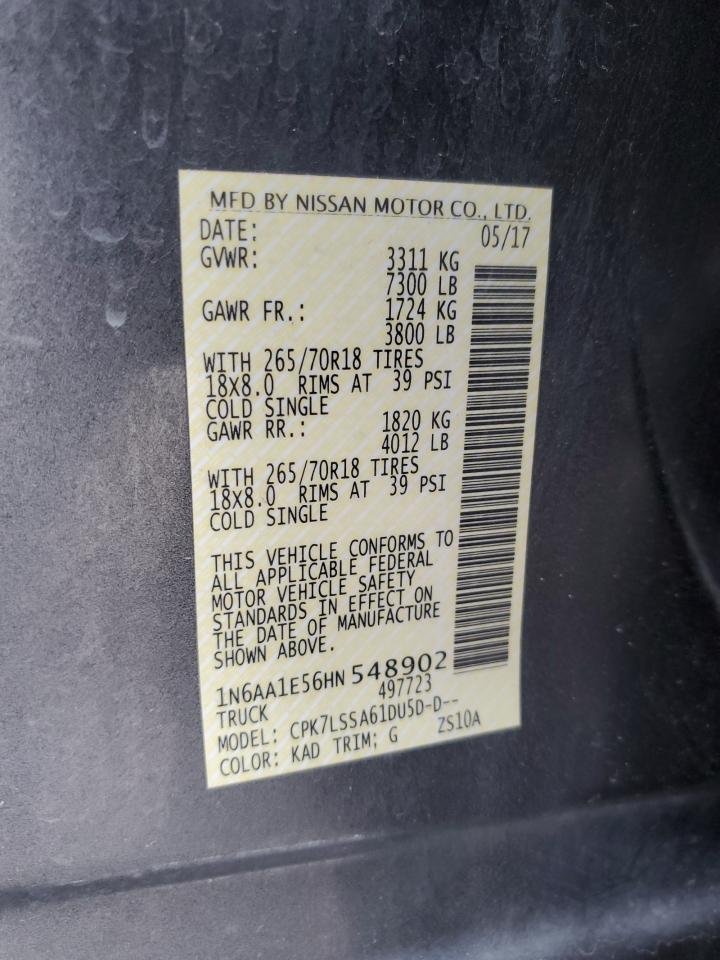 MFD BY NISSAN MOTOR CO., LTD.
DATE: 05/17
GVWR: 3311 KG
7300 LB
GAWR FR.: 1724 KG
3800 LB
WITH 265/70R18 TIRES
18X8.0 RIMS AT 39 PSI
COLD SINGLE
GAWR RR.: 1820 KG
4012 LB
WITH 265/70R18 TIRES
18X8.0 RIMS AT 39 PSI
COLD SINGLE
THIS VEHICLE CONFORMS TO
ALL APPLICABLE FEDERAL
MOTOR VEHICLE SAFETY
STANDARDS IN EFFECT ON
THE DATE OF MANUFACTURE
SHOWN ABOVE.
1N6AA1E56HN 548902
497723
TRUCK
MODEL: CPK7LSSA61DU5D-D--
COLOR: KAD TRIM; G ZS10A